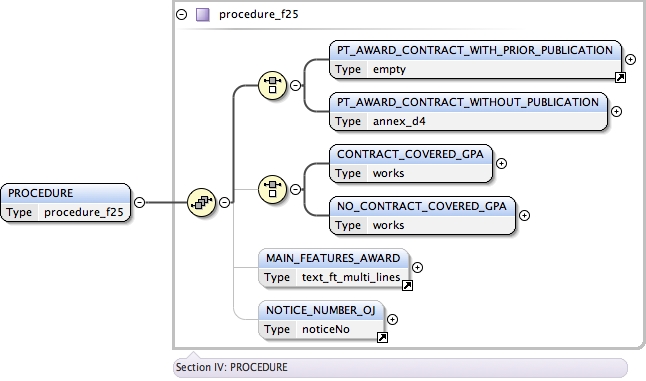 procedure_f25
PT_AWARD_CONTRACT_WITH_PRIOR_PUBLICATION
Type empty
PT_AWARD_CONTRACT_WITHOUT_PUBLICATION
Type annex_d4
CONTRACT_COVERED_GPA
Type works
PROCEDURE
Type procedure_f25
NO_CONTRACT_COVERED_GPA
Type works
MAIN_FEATURES_AWARD
Type text_ft_multi_lines
NOTICE_NUMBER_OJ
Type noticeNo
Section IV: PROCEDURE